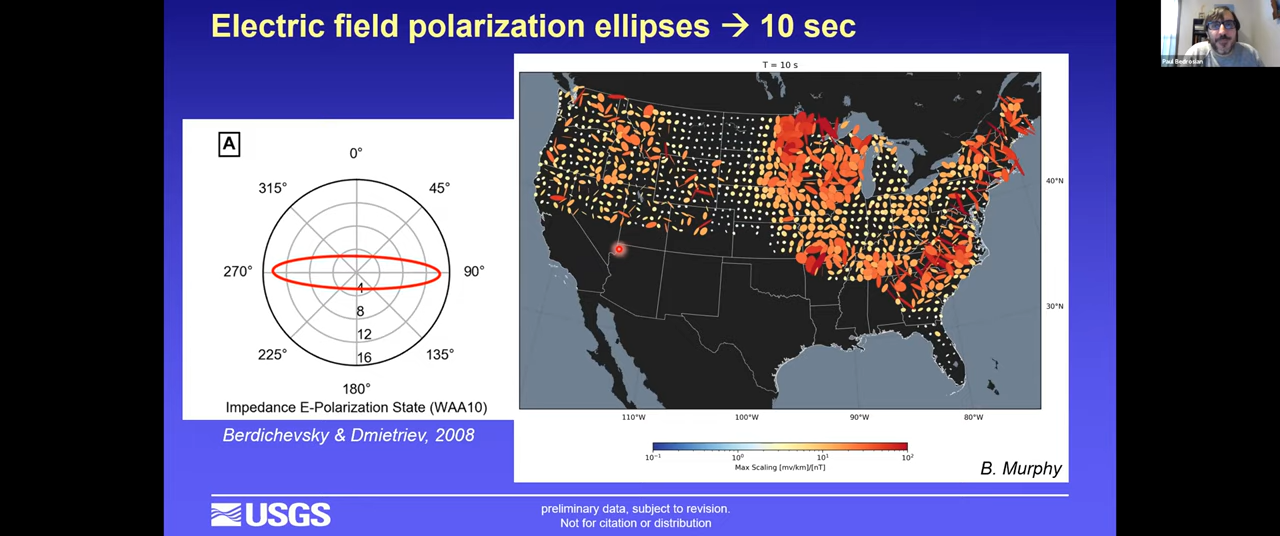 Electric field polarization ellipses → 10 sec
Paul Bedrosian
A
0°
315°
45°
270°
90°
4
8
12
16
225°
135°
180°
Impedance E-Polarization State (WAA10)
Berdichevsky & Dmietriev, 2008
T = 10 s
40°N
30°N
110°W
100°W
90°W
80°W
10⁻¹
10⁰
10¹
10²
Max Scaling [mv/km]/[nT]
B. Murphy
USGS
preliminary data, subject to revision.
Not for citation or distribution